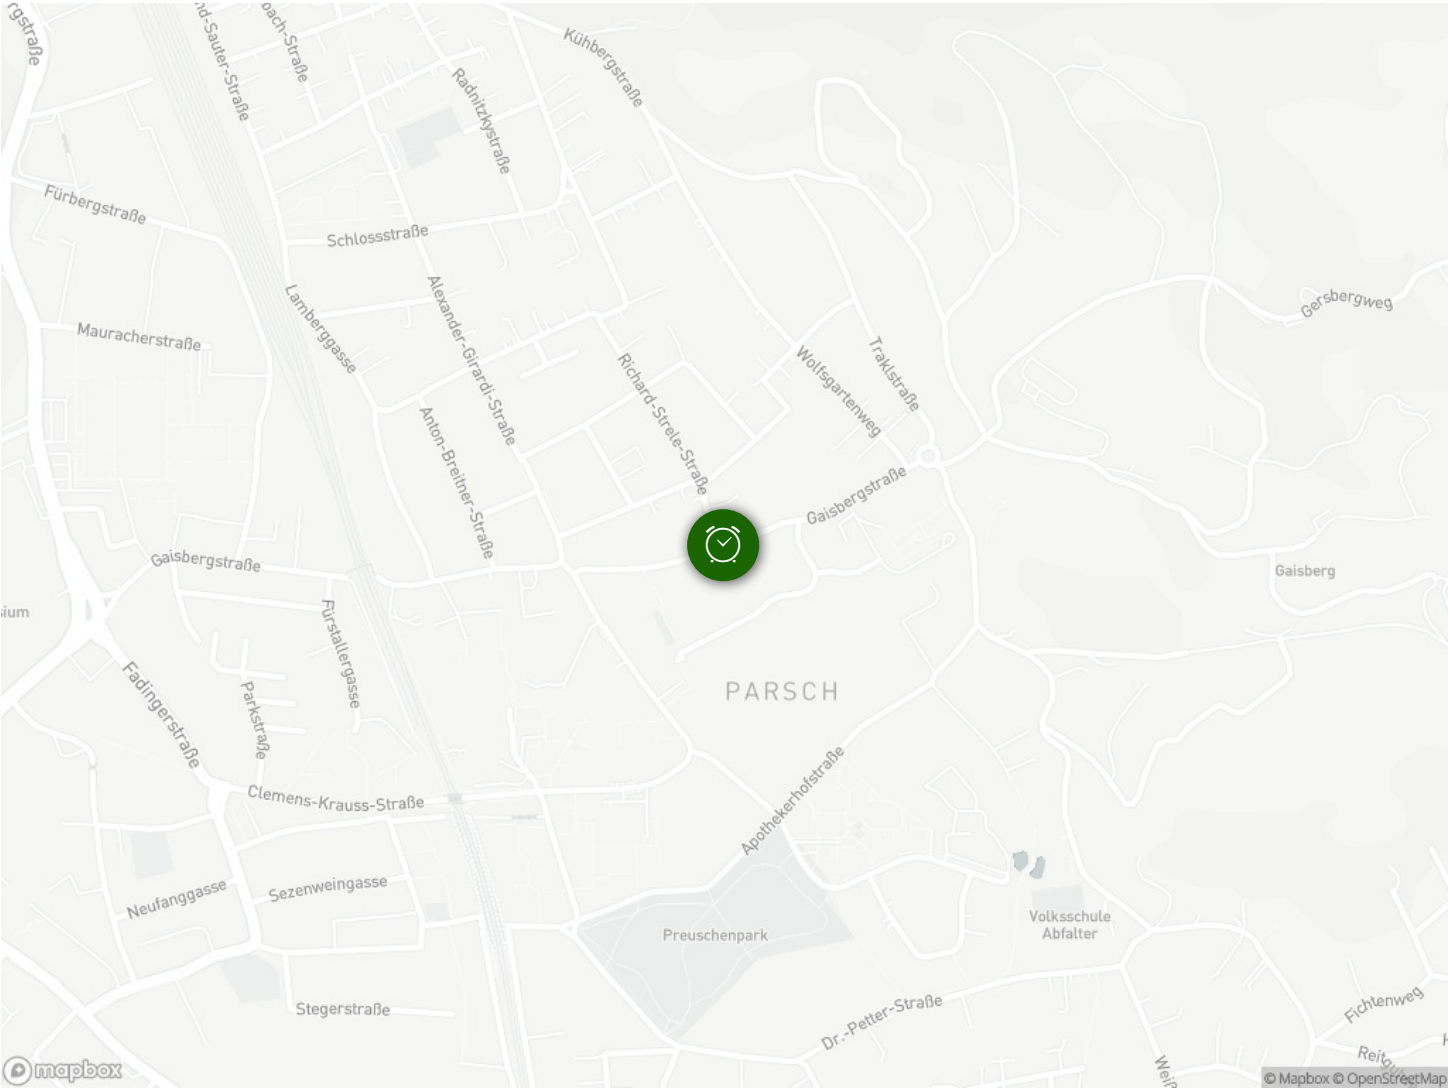 Kühbergstraße
Radnitzkystraße
Fürbergstraße
Schlossstraße
Alexander-Girardi-Straße
Lamberggasse
Gersbergweg
Mauracherstraße
Traklstraße
Wolfsgartenweg
Richard-Strele-Straße
Anton-Breitner-Straße
Gaisbergstraße
Gaisbergstraße
Gaisberg
Fürstallergasse
Fadingerstraße
Parkstraße
PARSCH
Clemens-Krauss-Straße
Apothekerhofstraße
Neufanggasse
Sezenweingasse
Preuschenpark
Volksschule
Abfalter
Stegerstraße
Dr.-Petter-Straße
Fichtenweg
mapbox
© Mapbox © OpenStreetMap